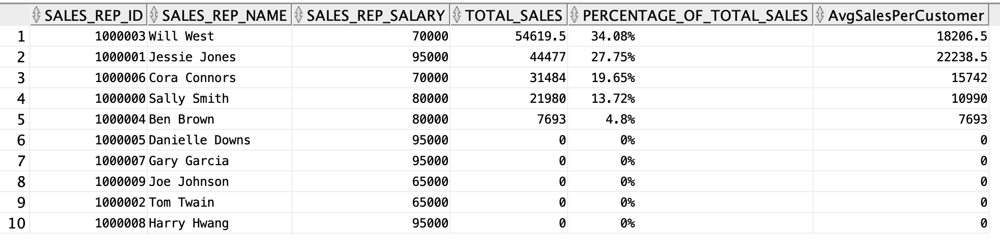 SALES_REP_ID SALES_REP_NAME SALES_REP_SALARY TOTAL_SALES PERCENTAGE_OF_TOTAL_SALES AvgSalesPerCustomer
1 1000003 Will West 70000 54619.5 34.08% 18206.5
2 1000001 Jessie Jones 95000 44477 27.75% 22238.5
3 1000006 Cora Connors 70000 31484 19.65% 15742
4 1000000 Sally Smith 80000 21980 13.72% 10990
5 1000004 Ben Brown 80000 7693 4.8% 7693
6 1000005 Danielle Downs 95000 0 0% 0
7 1000007 Gary Garcia 95000 0 0% 0
8 1000009 Joe Johnson 65000 0 0% 0
9 1000002 Tom Twain 65000 0 0% 0
10 1000008 Harry Hwang 95000 0 0% 0